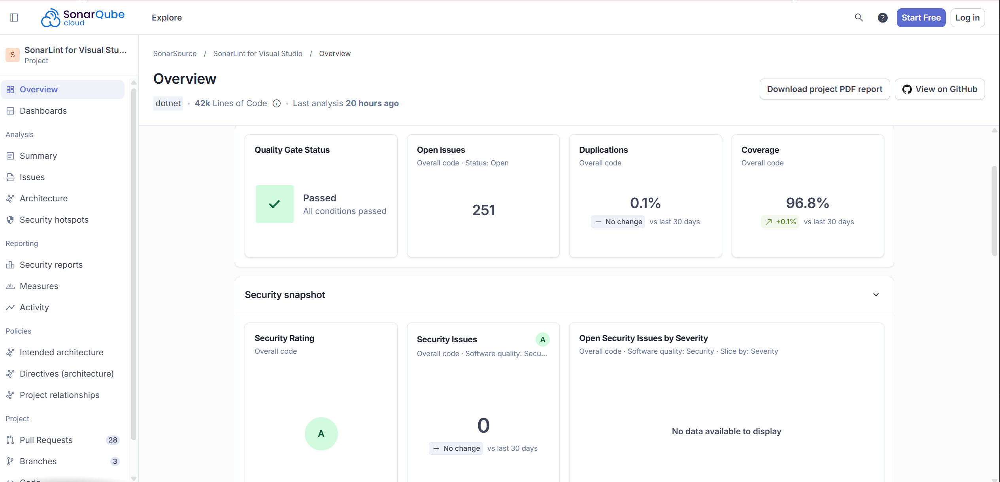 SonarQube cloud
Explore
Start Free
Log in
S
SonarLint for Visual Stu...
Project
Overview
Dashboards
Analysis
Summary
Issues
Architecture
Security hotspots
Reporting
Security reports
Measures
Activity
Policies
Intended architecture
Directives (architecture)
Project relationships
Project
Pull Requests 28
Branches 3
Code
SonarSource / SonarLint for Visual Studio / Overview
Overview
dotnet · 42k Lines of Code · Last analysis 20 hours ago
Download project PDF report
View on GitHub
Quality Gate Status
Passed
All conditions passed
Open Issues
Overall code · Status: Open
251
Duplications
Overall code
0.1%
No change vs last 30 days
Coverage
Overall code
96.8%
+0.1% vs last 30 days
Security snapshot
Security Rating
Overall code
A
Security Issues A
Overall code · Software quality: Secu...
0
No change vs last 30 days
Open Security Issues by Severity
Overall code · Software quality: Security · Slice by: Severity
No data available to display